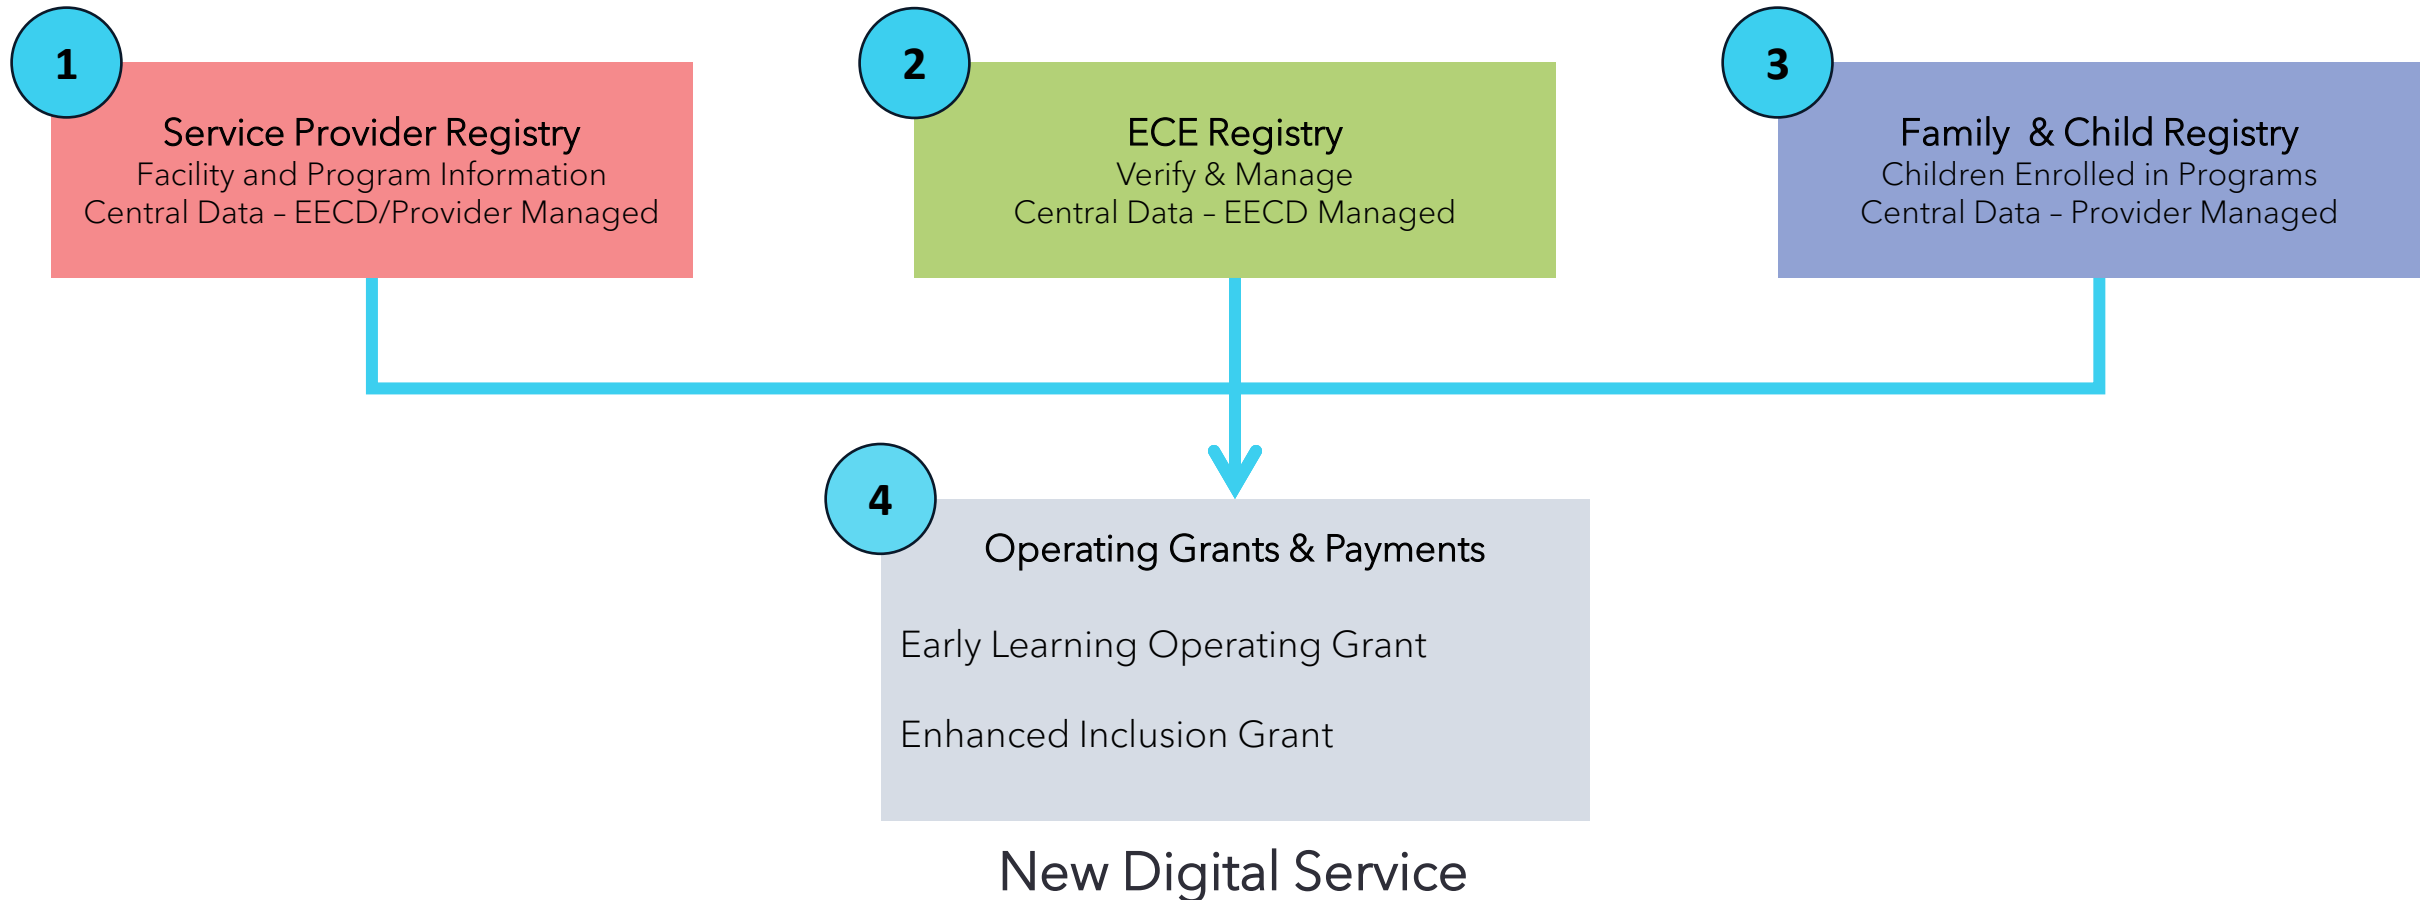 1
Service Provider Registry
Facility and Program Information
Central Data – EECD/Provider Managed
2
ECE Registry
Verify & Manage
Central Data – EECD Managed
3
Family & Child Registry
Children Enrolled in Programs
Central Data – Provider Managed
4
Operating Grants & Payments
Early Learning Operating Grant
Enhanced Inclusion Grant
New Digital Service